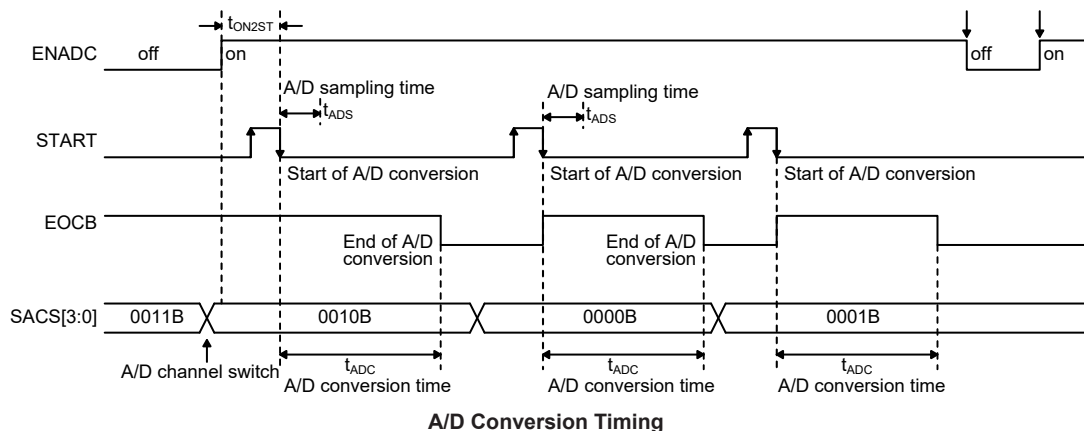 tON2ST
ENADC off on off on
A/D sampling time A/D sampling time
tADS tADS
START
Start of A/D conversion Start of A/D conversion Start of A/D conversion
EOCB
End of A/D conversion End of A/D conversion
SACS[3:0] 0011B 0010B 0000B 0001B
A/D channel switch
tADC tADC tADC
A/D conversion time A/D conversion time A/D conversion time
A/D Conversion Timing